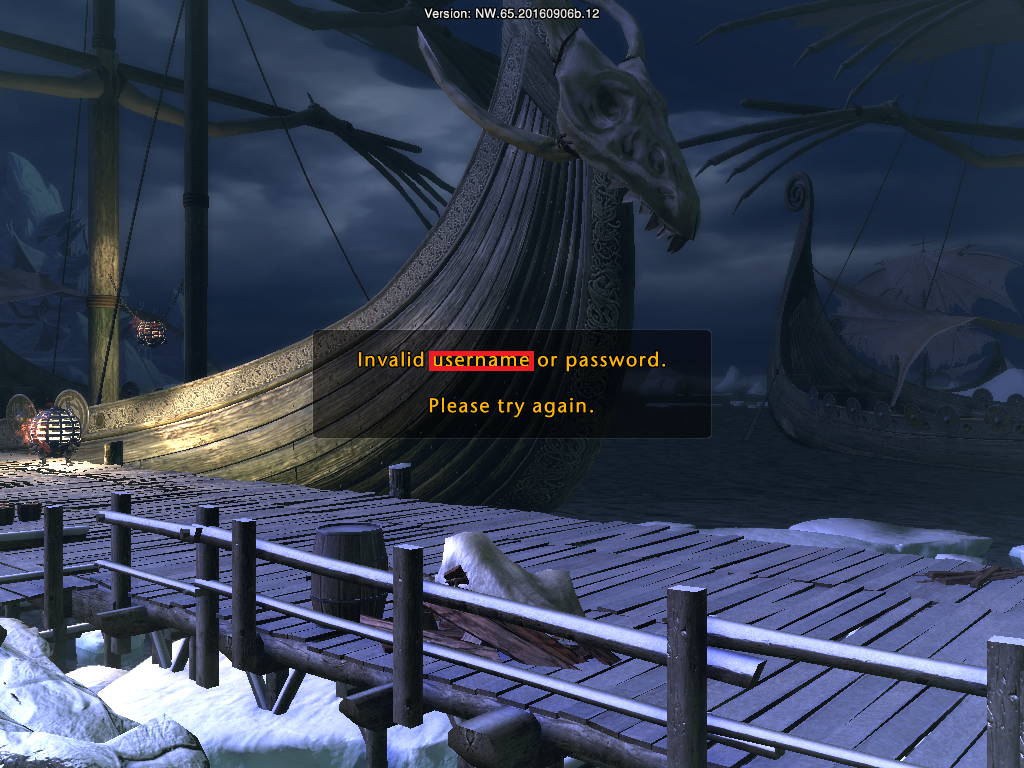 Version: NW.65.20160906b.12
Invalid username or password.
Please try again.